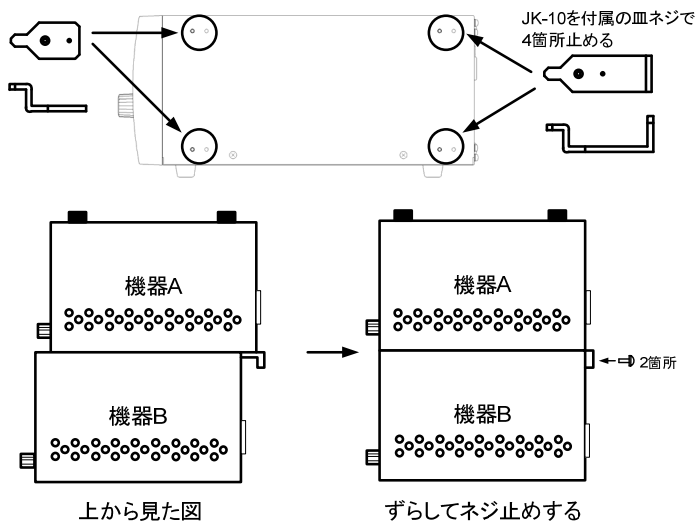 JK-10を付属の皿ネジで
4箇所止める
機器A
機器A
2箇所
機器B
機器B
上から見た図
ずらしてネジ止めする